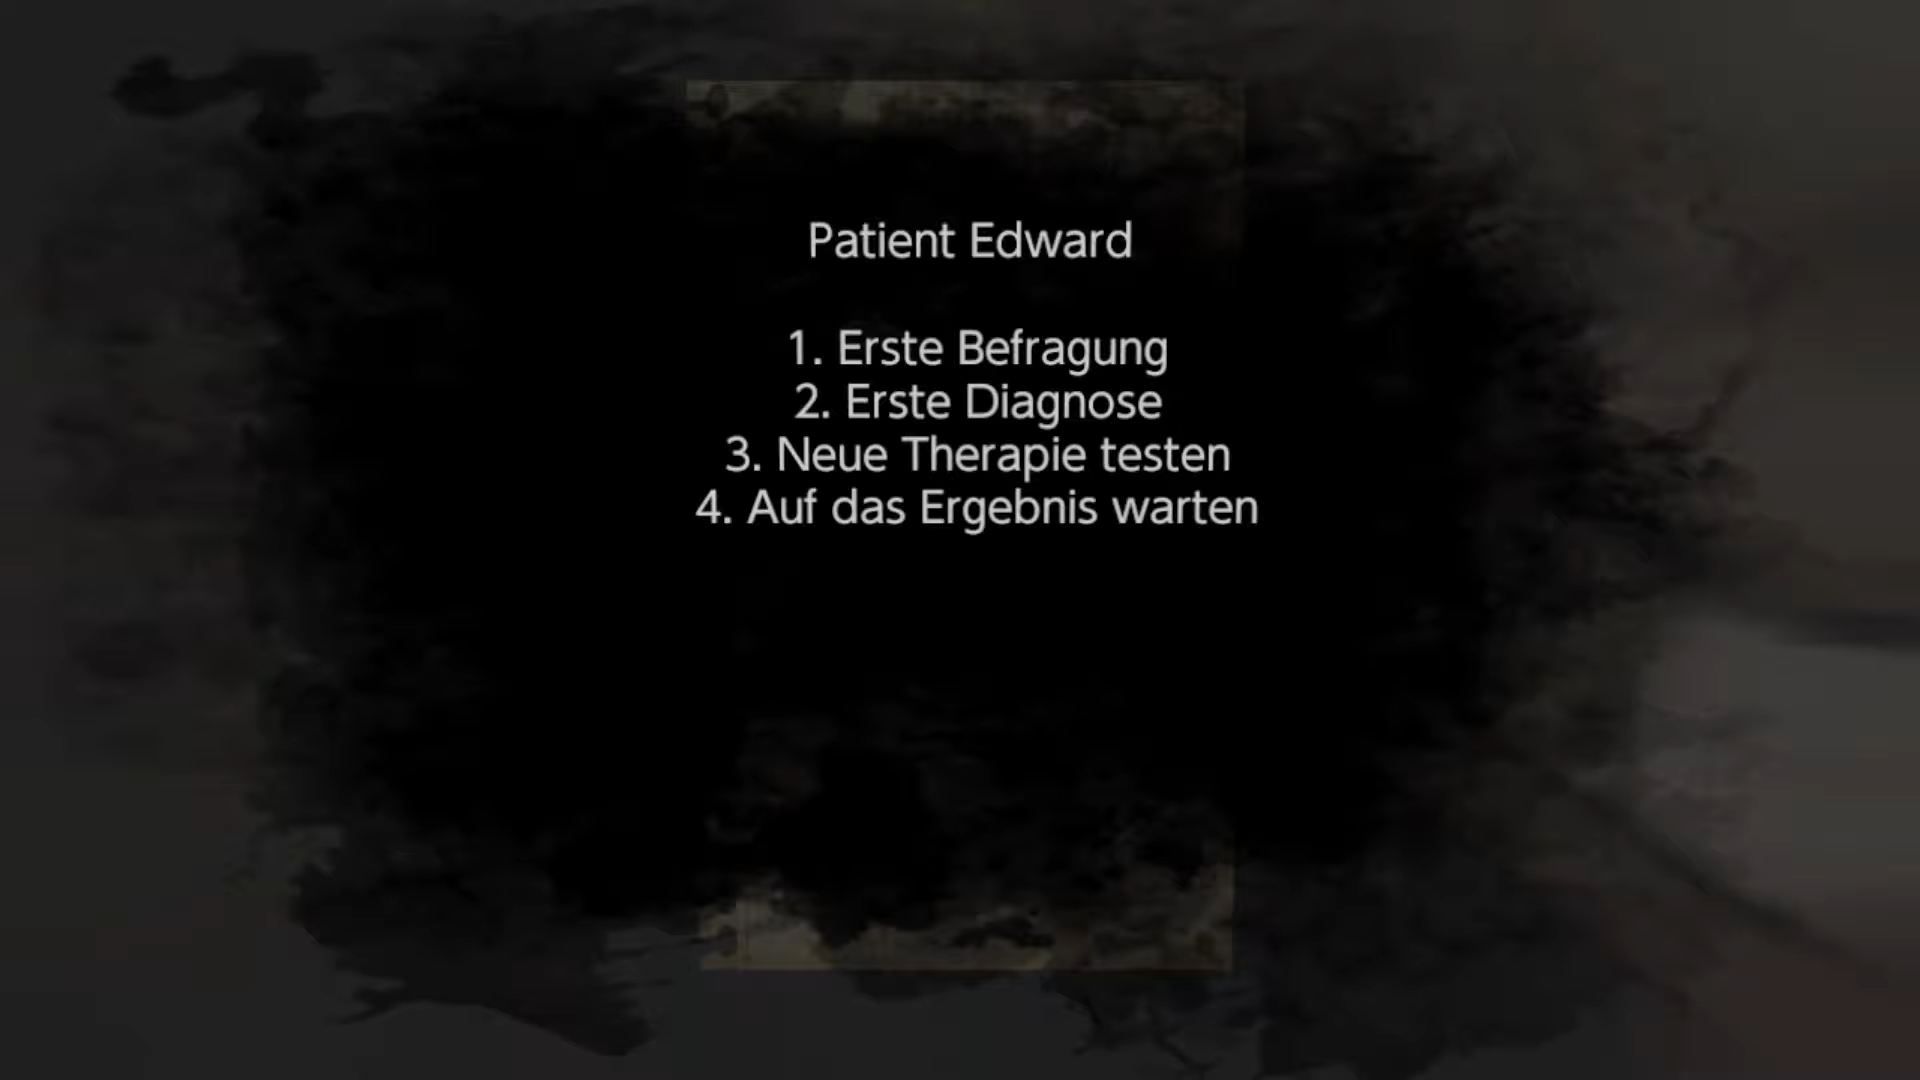 Patient Edward
1. Erste Befragung
2. Erste Diagnose
3. Neue Therapie testen
4. Auf das Ergebnis warten